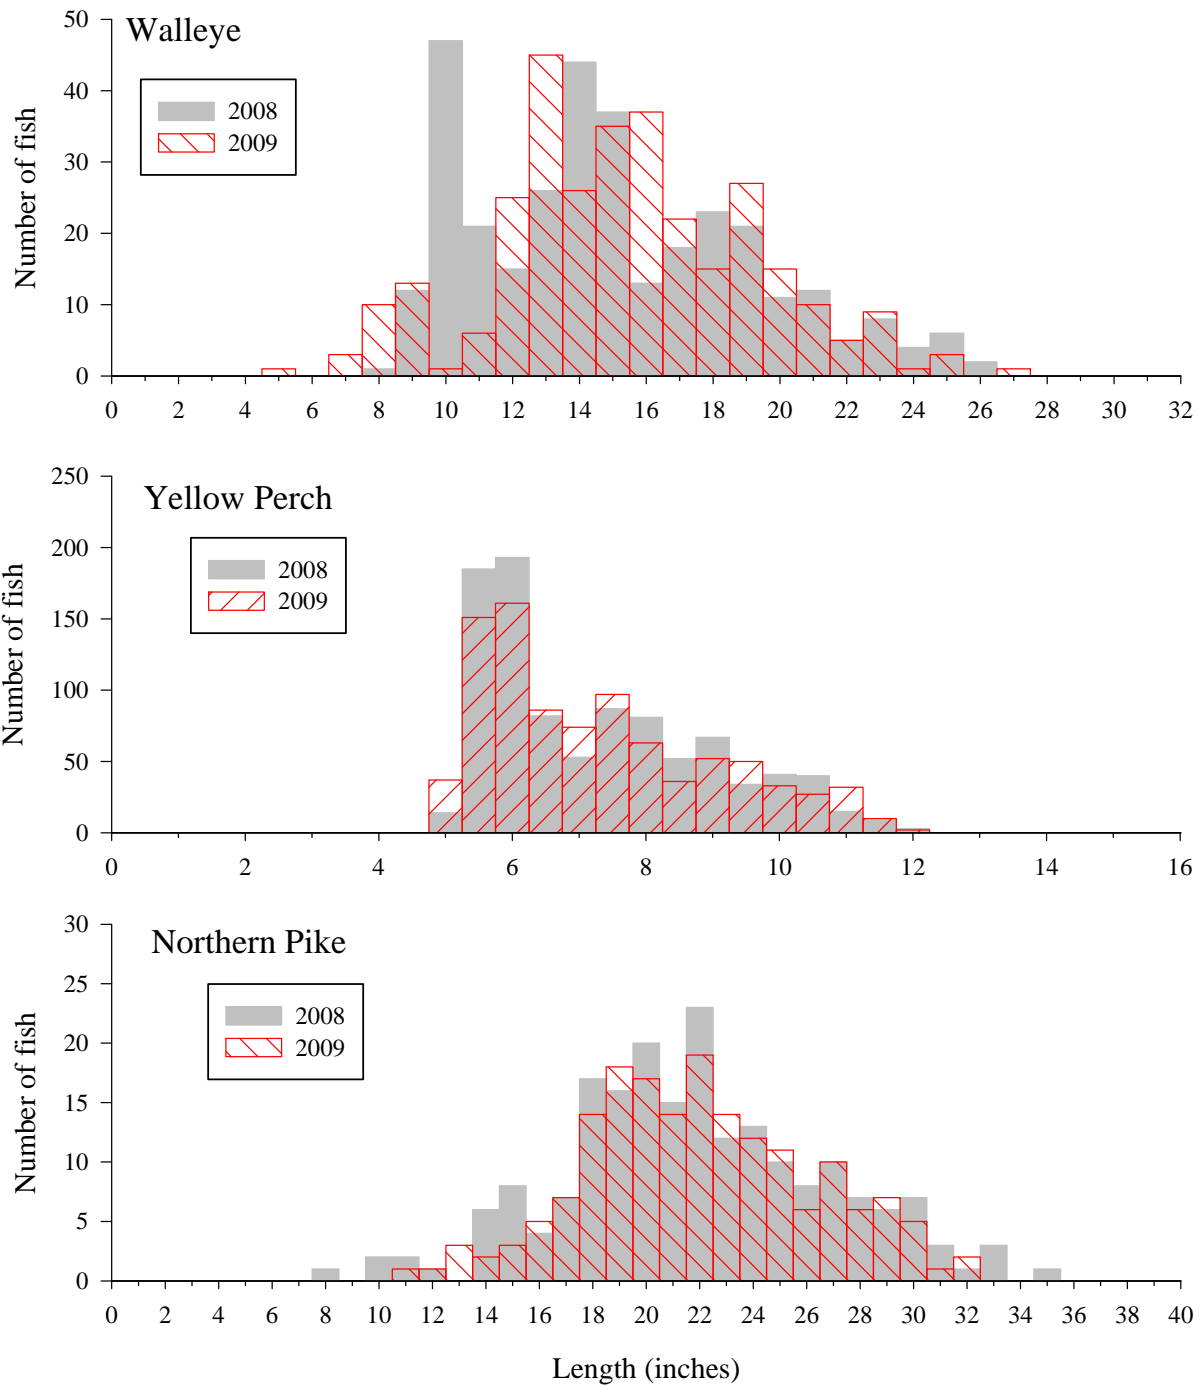 Walleye
2008
2009
Number of fish
50
40
30
20
10
0
0 2 4 6 8 10 12 14 16 18 20 22 24 26 28 30 32
Yellow Perch
2008
2009
Number of fish
250
200
150
100
50
0
0 2 4 6 8 10 12 14 16
Northern Pike
2008
2009
Number of fish
30
25
20
15
10
5
0
0 2 4 6 8 10 12 14 16 18 20 22 24 26 28 30 32 34 36 38 40
Length (inches)